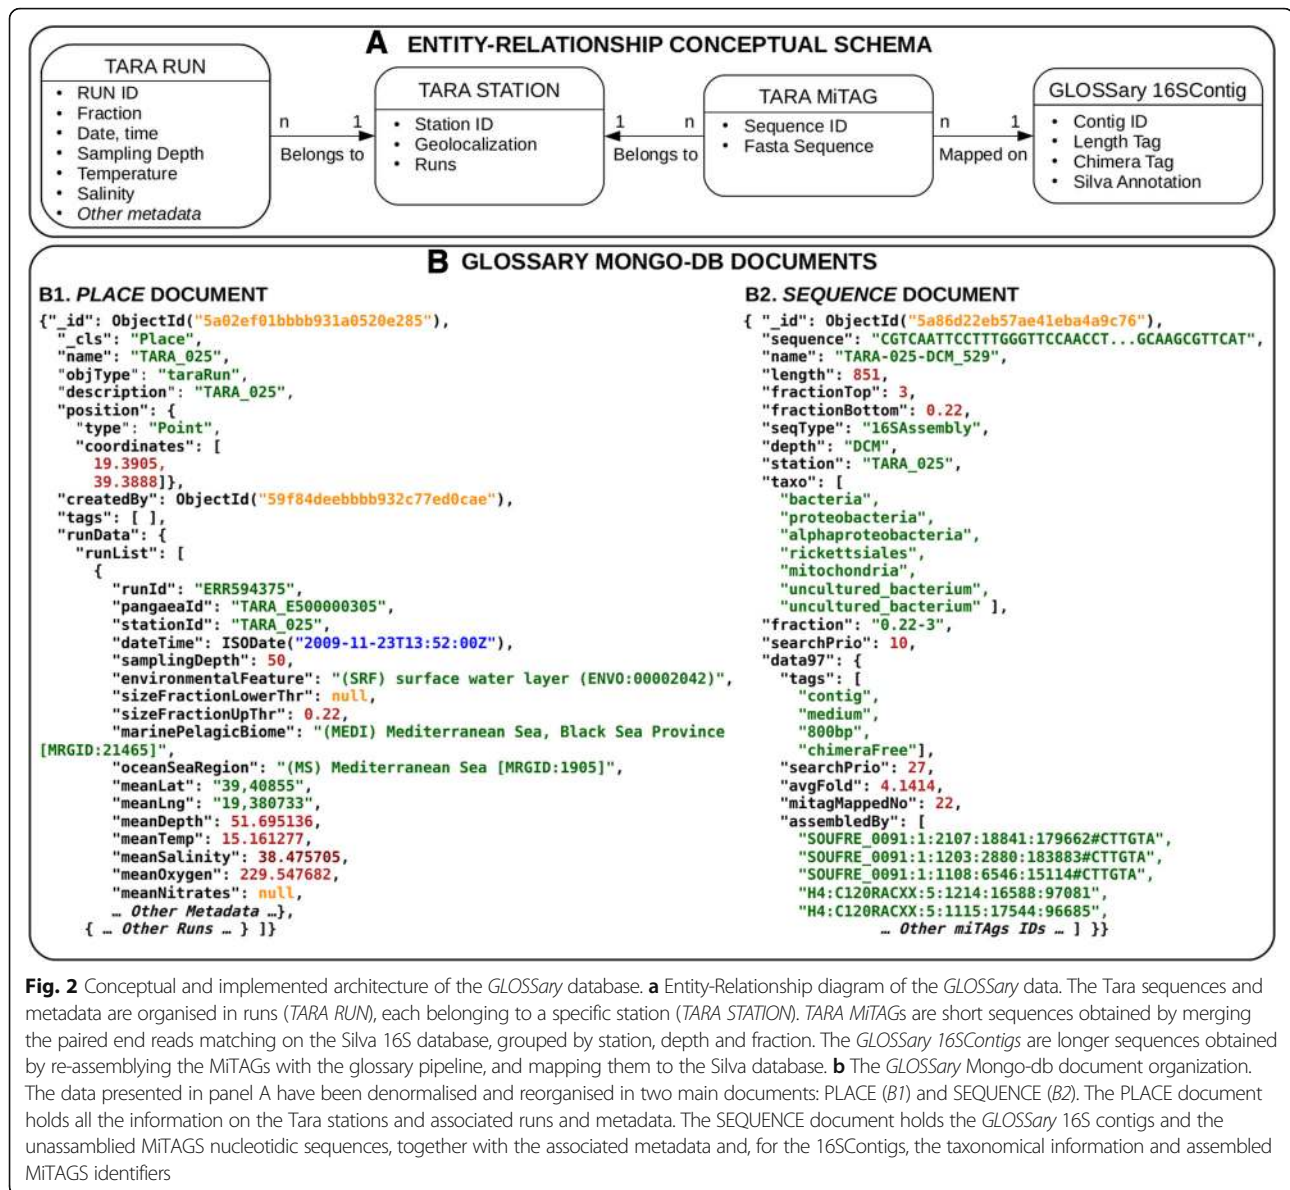 A ENTITY-RELATIONSHIP CONCEPTUAL SCHEMA
TARA RUN
• RUN ID
• Fraction
• Date, time
• Sampling Depth
• Temperature
• Salinity
• Other metadata
n 1
Belongs to
TARA STATION
• Station ID
• Geolocalization
• Runs
1 n
Belongs to
TARA MiTAG
• Sequence ID
• Fasta Sequence
n 1
Mapped on
GLOSSary 16SContig
• Contig ID
• Length Tag
• Chimera Tag
• Silva Annotation
B GLOSSARY MONGO-DB DOCUMENTS
B1. PLACE DOCUMENT
{"_id": ObjectId("5a02ef01bbbb931a0520e285"),
"_cls": "Place",
"name": "TARA_025",
"objType": "taraRun",
"description": "TARA_025",
"position": {
"type": "Point",
"coordinates": [
19.3905,
39.3888]},
"createdBy": ObjectId("59f84deebbbb932c77ed0cae"),
"tags": [ ],
"runData": {
"runList": [
{
"runId": "ERR594375",
"pangaeaId": "TARA_E500000305",
"stationId": "TARA_025",
"dateTime": ISODate("2009-11-23T13:52:00Z"),
"samplingDepth": 50,
"environmentalFeature": "(SRF) surface water layer (ENVO:00002042)",
"sizeFractionLowerThr": null,
"sizeFractionUpThr": 0.22,
"marinePelagicBiome": "(MEDI) Mediterranean Sea, Black Sea Province
[MRGID:21465]",
"oceanSeaRegion": "(MS) Mediterranean Sea [MRGID:1905]",
"meanLat": "39,40855",
"meanLng": "19,380733",
"meanDepth": 51.695136,
"meanTemp": 15.161277,
"meanSalinity": 38.475705,
"meanOxygen": 229.547682,
"meanNitrates": null,
… Other Metadata …},
{ … Other Runs … } ]}
B2. SEQUENCE DOCUMENT
{ "_id": ObjectId("5a86d22eb57ae41eba4a9c76"),
"sequence": "CGTCAATTCCTTTGGGTTCCAACCT...GCAAGCGTTCAT",
"name": "TARA-025-DCM_529",
"length": 851,
"fractionTop": 3,
"fractionBottom": 0.22,
"seqType": "16SAssembly",
"depth": "DCM",
"station": "TARA_025",
"taxo": [
"bacteria",
"proteobacteria",
"alphaproteobacteria",
"rickettsiales",
"mitochondria",
"uncultured_bacterium",
"uncultured_bacterium" ],
"fraction": "0.22-3",
"searchPrio": 10,
"data97": {
"tags": [
"contig",
"medium",
"800bp",
"chimeraFree"],
"searchPrio": 27,
"avgFold": 4.1414,
"mitagMappedNo": 22,
"assembledBy": [
"SOUFRE_0091:1:2107:18841:179662#CTTGTA",
"SOUFRE_0091:1:1203:2880:183883#CTTGTA",
"SOUFRE_0091:1:1108:6546:15114#CTTGTA",
"H4:C120RACXX:5:1214:16588:97081",
"H4:C120RACXX:5:1115:17544:96685",
… Other miTAgs IDs … ] }}
Fig. 2 Conceptual and implemented architecture of the GLOSSary database. a Entity-Relationship diagram of the GLOSSary data. The Tara sequences and
metadata are organised in runs (TARA RUN), each belonging to a specific station (TARA STATION). TARA MiTAGs are short sequences obtained by merging
the paired end reads matching on the Silva 16S database, grouped by station, depth and fraction. The GLOSSary 16SContigs are longer sequences obtained
by re-assembling the MiTAGs with the glossary pipeline, and mapping them to the Silva database. b The GLOSSary Mongo-db document organization.
The data presented in panel A have been denormalised and reorganised in two main documents: PLACE (B1) and SEQUENCE (B2). The PLACE document
holds all the information on the Tara stations and associated runs and metadata. The SEQUENCE document holds the GLOSSary 16S contigs and the
unassamblied MiTAGS nucleotidic sequences, together with the associated metadata and, for the 16SContigs, the taxonomical information and assembled
MiTAGS identifiers